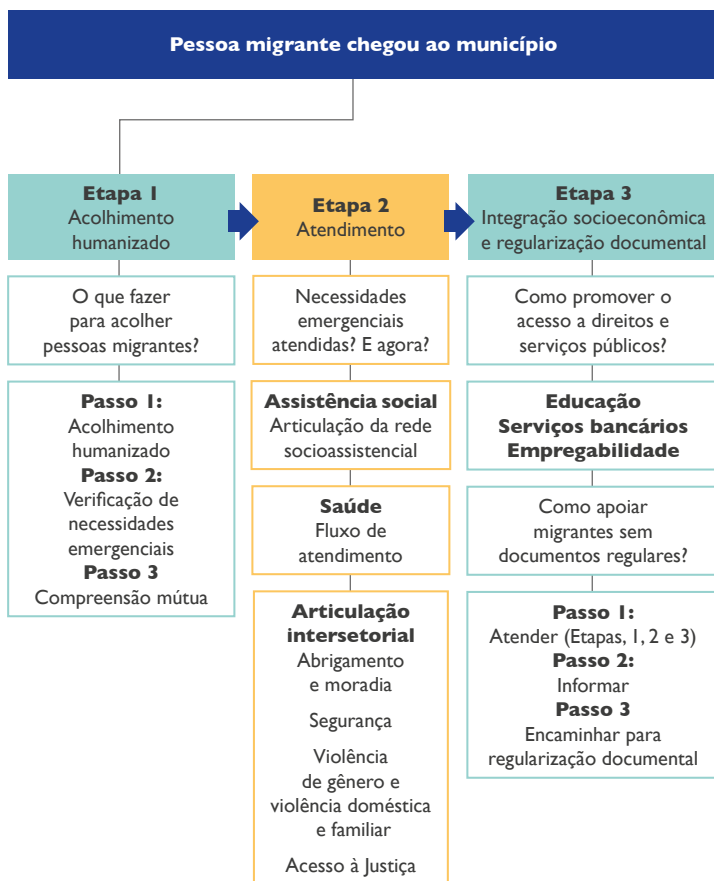 Pessoa migrante chegou ao município
Etapa 1
Acolhimento
humanizado
Etapa 2
Atendimento
Etapa 3
Integração socioeconômica
e regularização documental
O que fazer
para acolher
pessoas migrantes?
Passo 1:
Acolhimento
humanizado
Passo 2:
Verificação de
necessidades
emergenciais
Passo 3
Compreensão mútua
Necessidades
emergenciais
atendidas? E agora?
Assistência social
Articulação da rede
socioassistencial
Saúde
Fluxo de
atendimento
Articulação
intersetorial
Abrigamento
e moradia
Segurança
Violência
de gênero e
violência doméstica
e familiar
Acesso à Justiça
Como promover o
acesso a direitos e
serviços públicos?
Educação
Serviços bancários
Empregabilidade
Como apoiar
migrantes sem
documentos regulares?
Passo 1:
Atender (Etapas, 1, 2 e 3)
Passo 2:
Informar
Passo 3
Encaminhar para
regularização documental